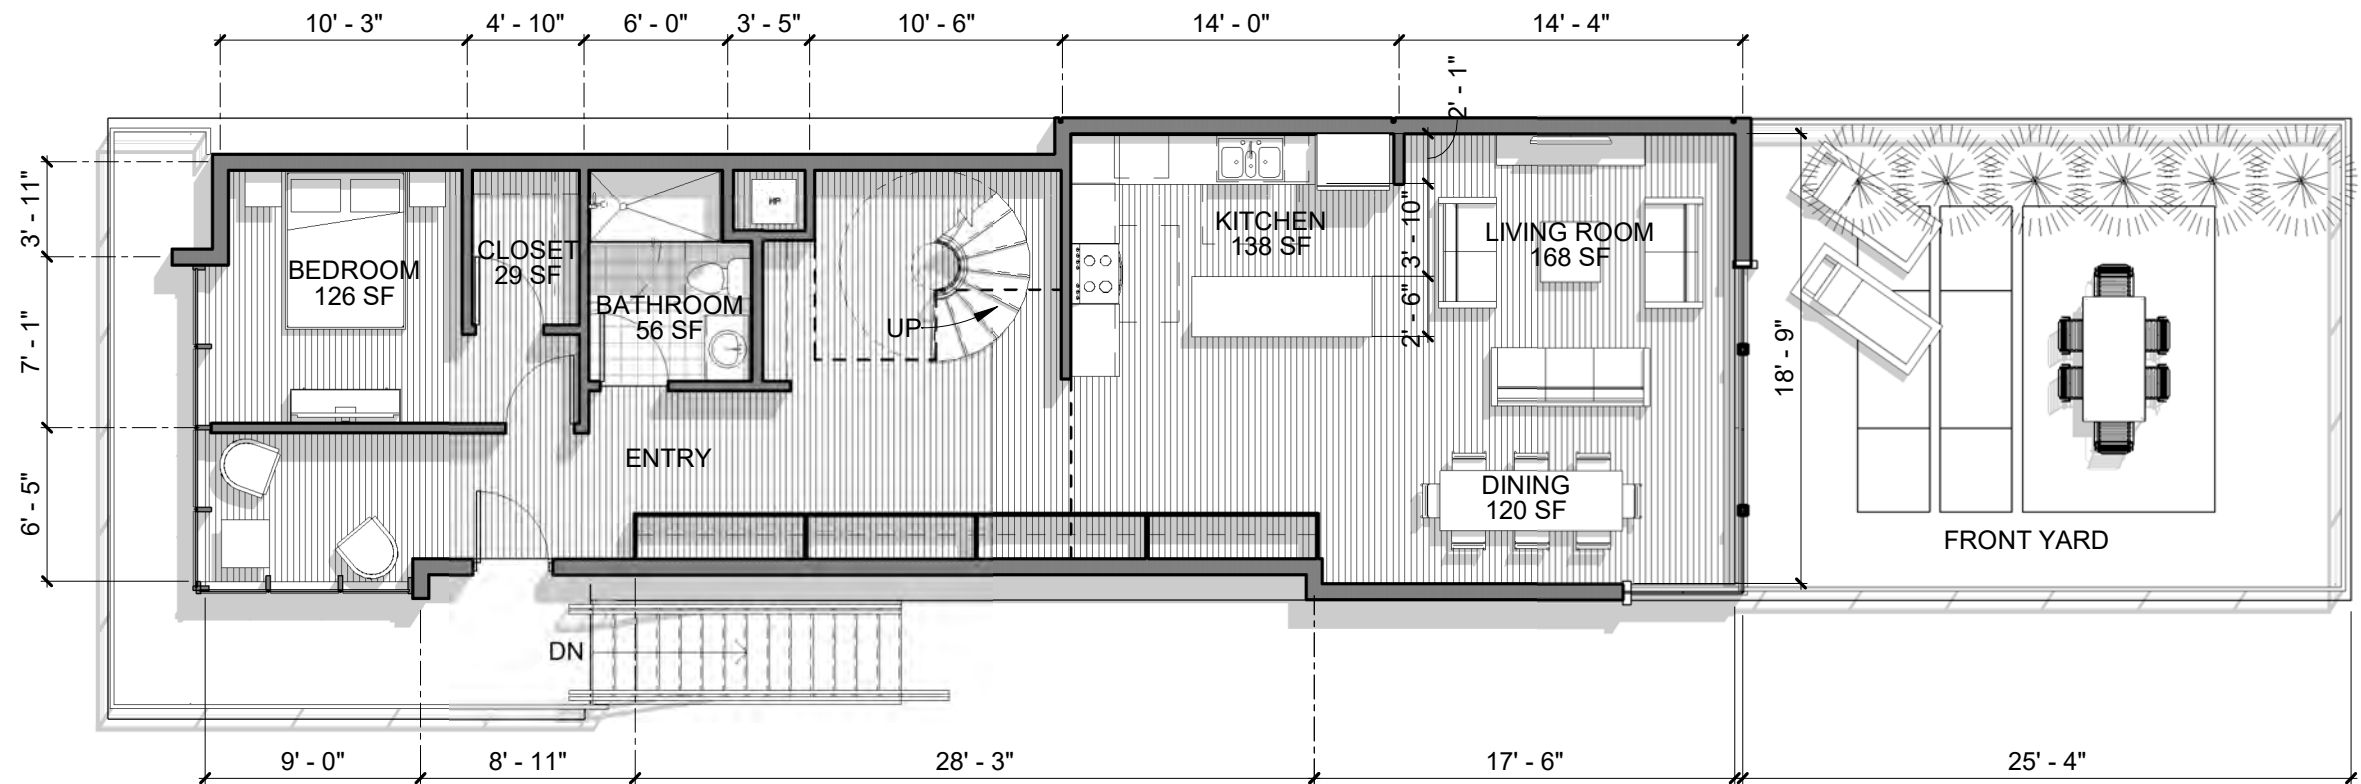 10' - 3"
4' - 10"
6' - 0"
3' - 5"
10' - 6"
14' - 0"
14' - 4"
2' - 1"
3' - 11"
7' - 1"
6' - 5"
BEDROOM
126 SF
CLOSET
29 SF
HP
BATHROOM
56 SF
UP
KITCHEN
138 SF
3' - 10"
2' - 6"
LIVING ROOM
168 SF
18' - 9"
ENTRY
DINING
120 SF
FRONT YARD
DN
9' - 0"
8' - 11"
28' - 3"
17' - 6"
25' - 4"